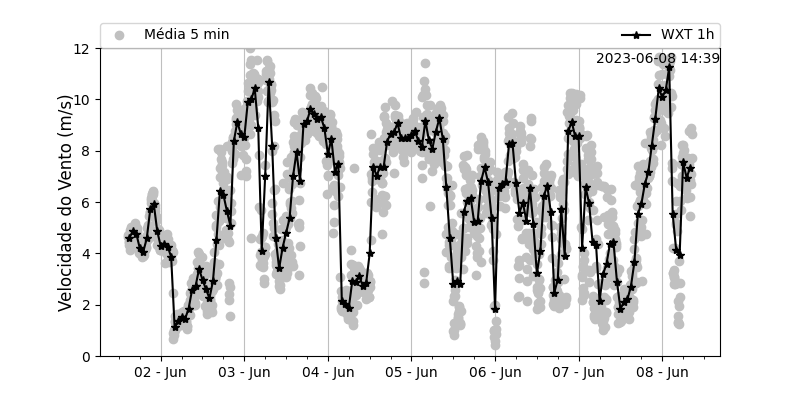 Média 5 min
WXT 1h
2023-06-08 14:39
Velocidade do Vento (m/s)
12
10
8
6
4
2
0
02 - Jun
03 - Jun
04 - Jun
05 - Jun
06 - Jun
07 - Jun
08 - Jun